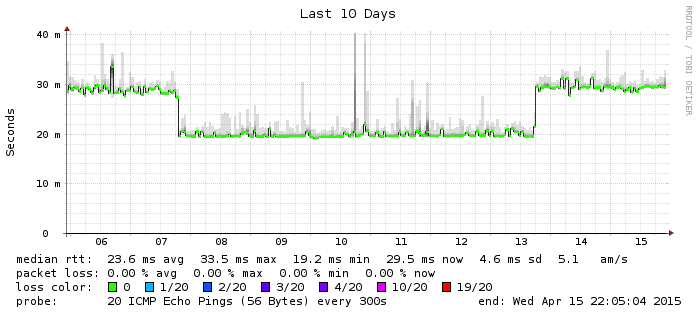 Last 10 Days
RRDTOOL / TOBI OETIKER
Seconds
40 m
30 m
20 m
10 m
0
06 07 08 09 10 11 12 13 14 15
median rtt: 23.6 ms avg 33.5 ms max 19.2 ms min 29.5 ms now 4.6 ms sd 5.1 am/s
packet loss: 0.00 % avg 0.00 % max 0.00 % min 0.00 % now
loss color: 0 1/20 2/20 3/20 4/20 10/20 19/20
probe: 20 ICMP Echo Pings (56 Bytes) every 300s end: Wed Apr 15 22:05:04 2015